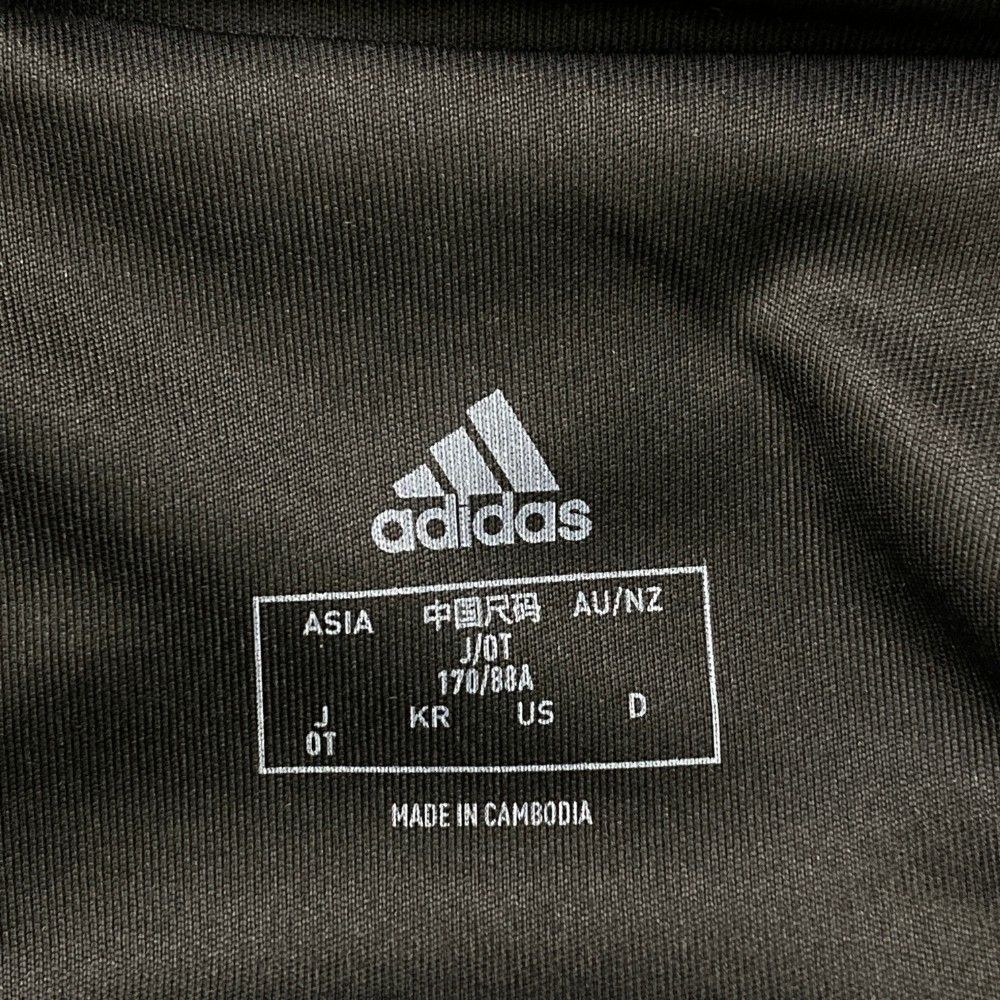 adidas
ASIA 中国尺码 AU/NZ
J/OT
170/88A
J KR US D
OT
MADE IN CAMBODIA